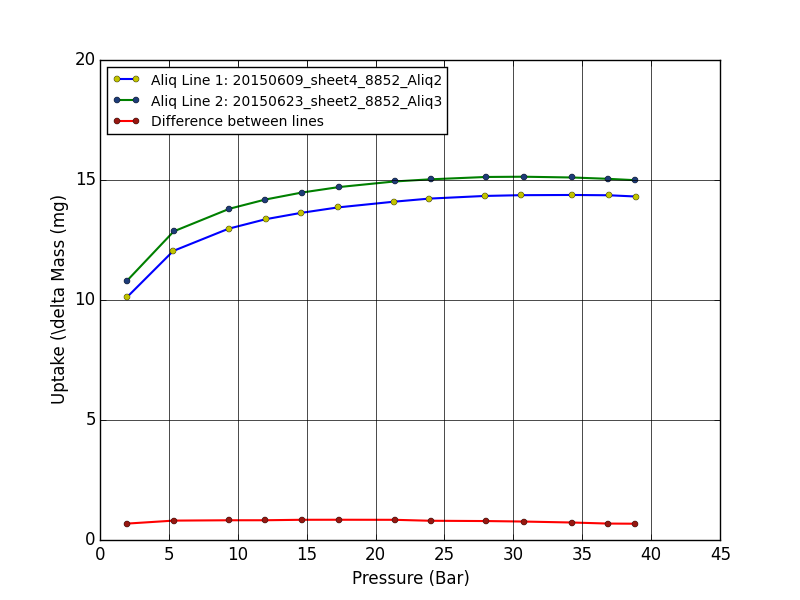 Aliq Line 1: 20150609_sheet4_8852_Aliq2
Aliq Line 2: 20150623_sheet2_8852_Aliq3
Difference between lines
20
15
10
5
0
Uptake (\delta Mass (mg)
0 5 10 15 20 25 30 35 40 45
Pressure (Bar)